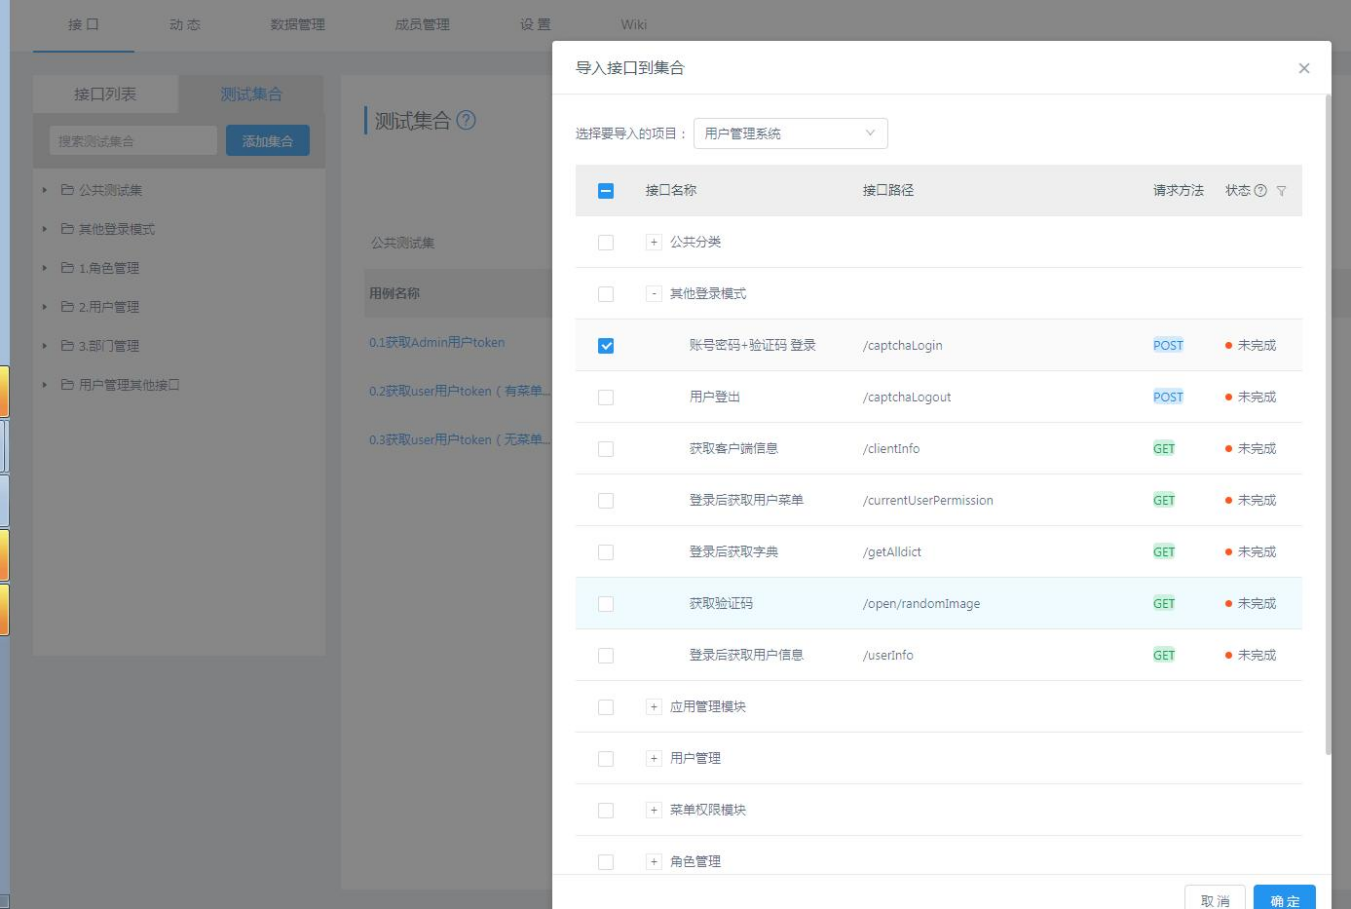 接口 动态 数据管理 成员管理 设置 Wiki
接口列表 测试集合
搜索测试集合 添加集合
公共测试集
其他登录模式
1.角色管理
2.用户管理
3.部门管理
用户管理其他接口
测试集合
公共测试集
用例名称
0.1获取Admin用户token
0.2获取user用户token（有菜单...
0.3获取user用户token（无菜单...
导入接口到集合
选择要导入的项目： 用户管理系统
接口名称 接口路径 请求方法 状态
+ 公共分类
- 其他登录模式
账号密码+验证码 登录 /captchaLogin POST 未完成
用户登出 /captchaLogout POST 未完成
获取客户端信息 /clientInfo GET 未完成
登录后获取用户菜单 /currentUserPermission GET 未完成
登录后获取字典 /getAlldict GET 未完成
获取验证码 /open/randomImage GET 未完成
登录后获取用户信息 /userInfo GET 未完成
+ 应用管理模块
+ 用户管理
+ 菜单权限模块
+ 角色管理
取消 确定